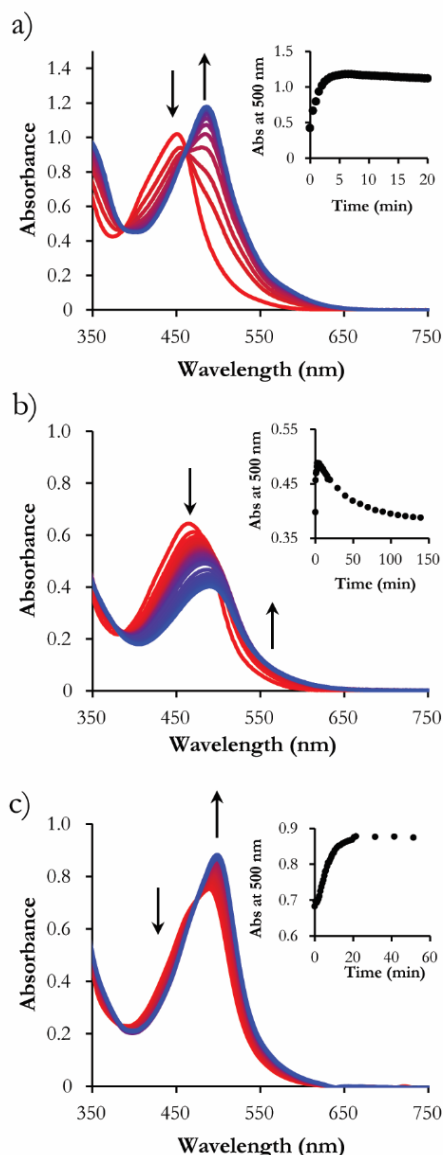 a)
1.4
1.2
1.0
0.8
0.6
0.4
0.2
0
Absorbance
350 450 550 650 750
Wavelength (nm)
1.5
1.0
0.5
0
Abs at 500 nm
0 5 10 15 20
Time (min)
b)
1.0
0.8
0.6
0.4
0.2
0
Absorbance
350 450 550 650 750
Wavelength (nm)
0.55
0.45
0.35
Abs at 500 nm
0 50 100 150
Time (min)
c)
1.0
0.8
0.6
0.4
0.2
0
Absorbance
350 450 550 650 750
Wavelength (nm)
0.9
0.8
0.7
0.6
Abs at 500 nm
0 20 40 60
Time (min)